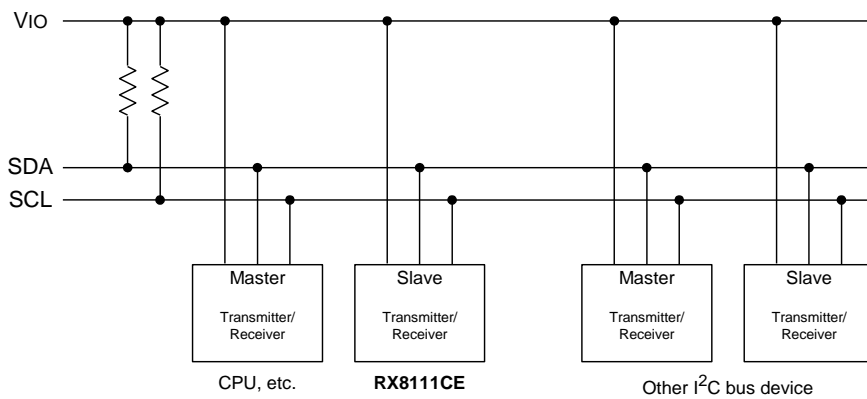 VIO
SDA
SCL
Master
Slave
Master
Slave
Transmitter/
Receiver
Transmitter/
Receiver
Transmitter/
Receiver
Transmitter/
Receiver
CPU, etc.
RX8111CE
Other I²C bus device